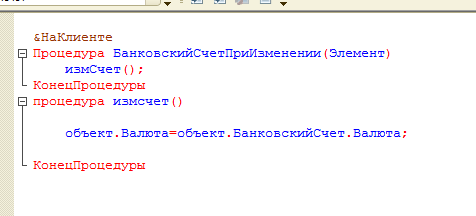 &НаКлиенте
Процедура БанковскийСчетПриИзменении(Элемент)
измСчет();
КонецПроцедуры
процедура измсчет()
объект.Валюта=объект.БанковскийСчет.Валюта;
КонецПроцедуры